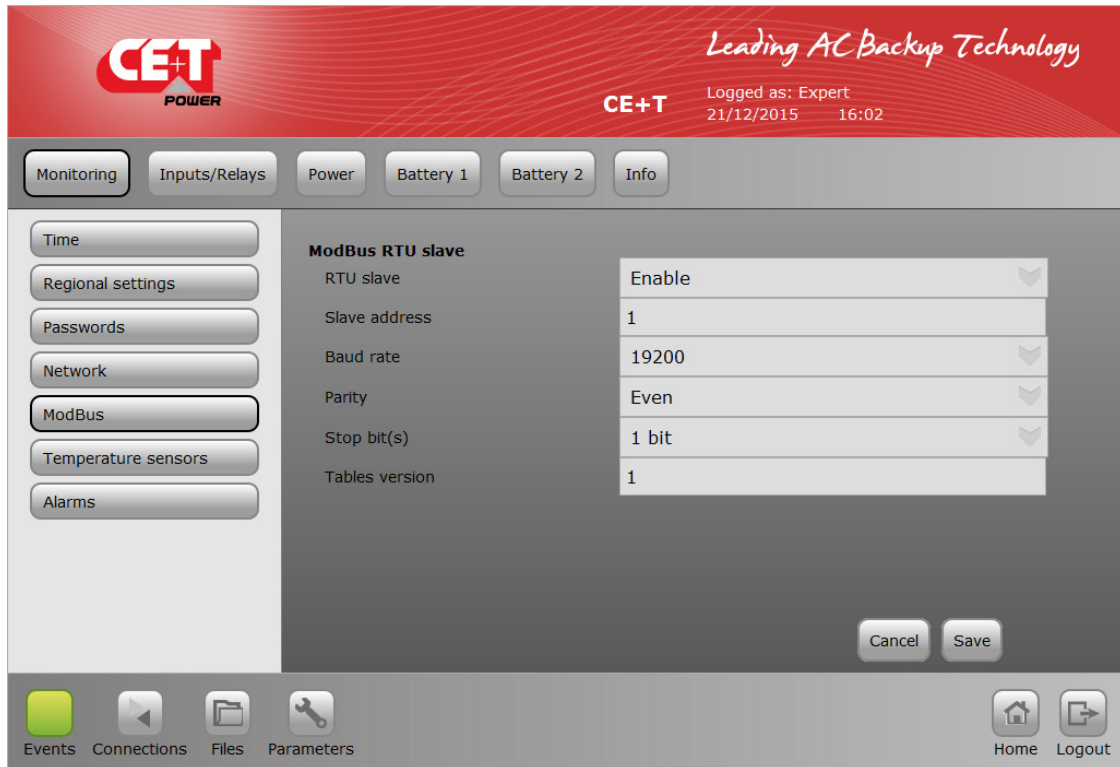 CE+T
POWER
Leading AC Backup Technology
CE+T
Logged as: Expert
21/12/2015 16:02
Monitoring
Inputs/Relays
Power
Battery 1
Battery 2
Info
Time
Regional settings
Passwords
Network
ModBus
Temperature sensors
Alarms
ModBus RTU slave
RTU slave Enable
Slave address 1
Baud rate 19200
Parity Even
Stop bit(s) 1 bit
Tables version 1
Cancel
Save
Events
Connections
Files
Parameters
Home
Logout